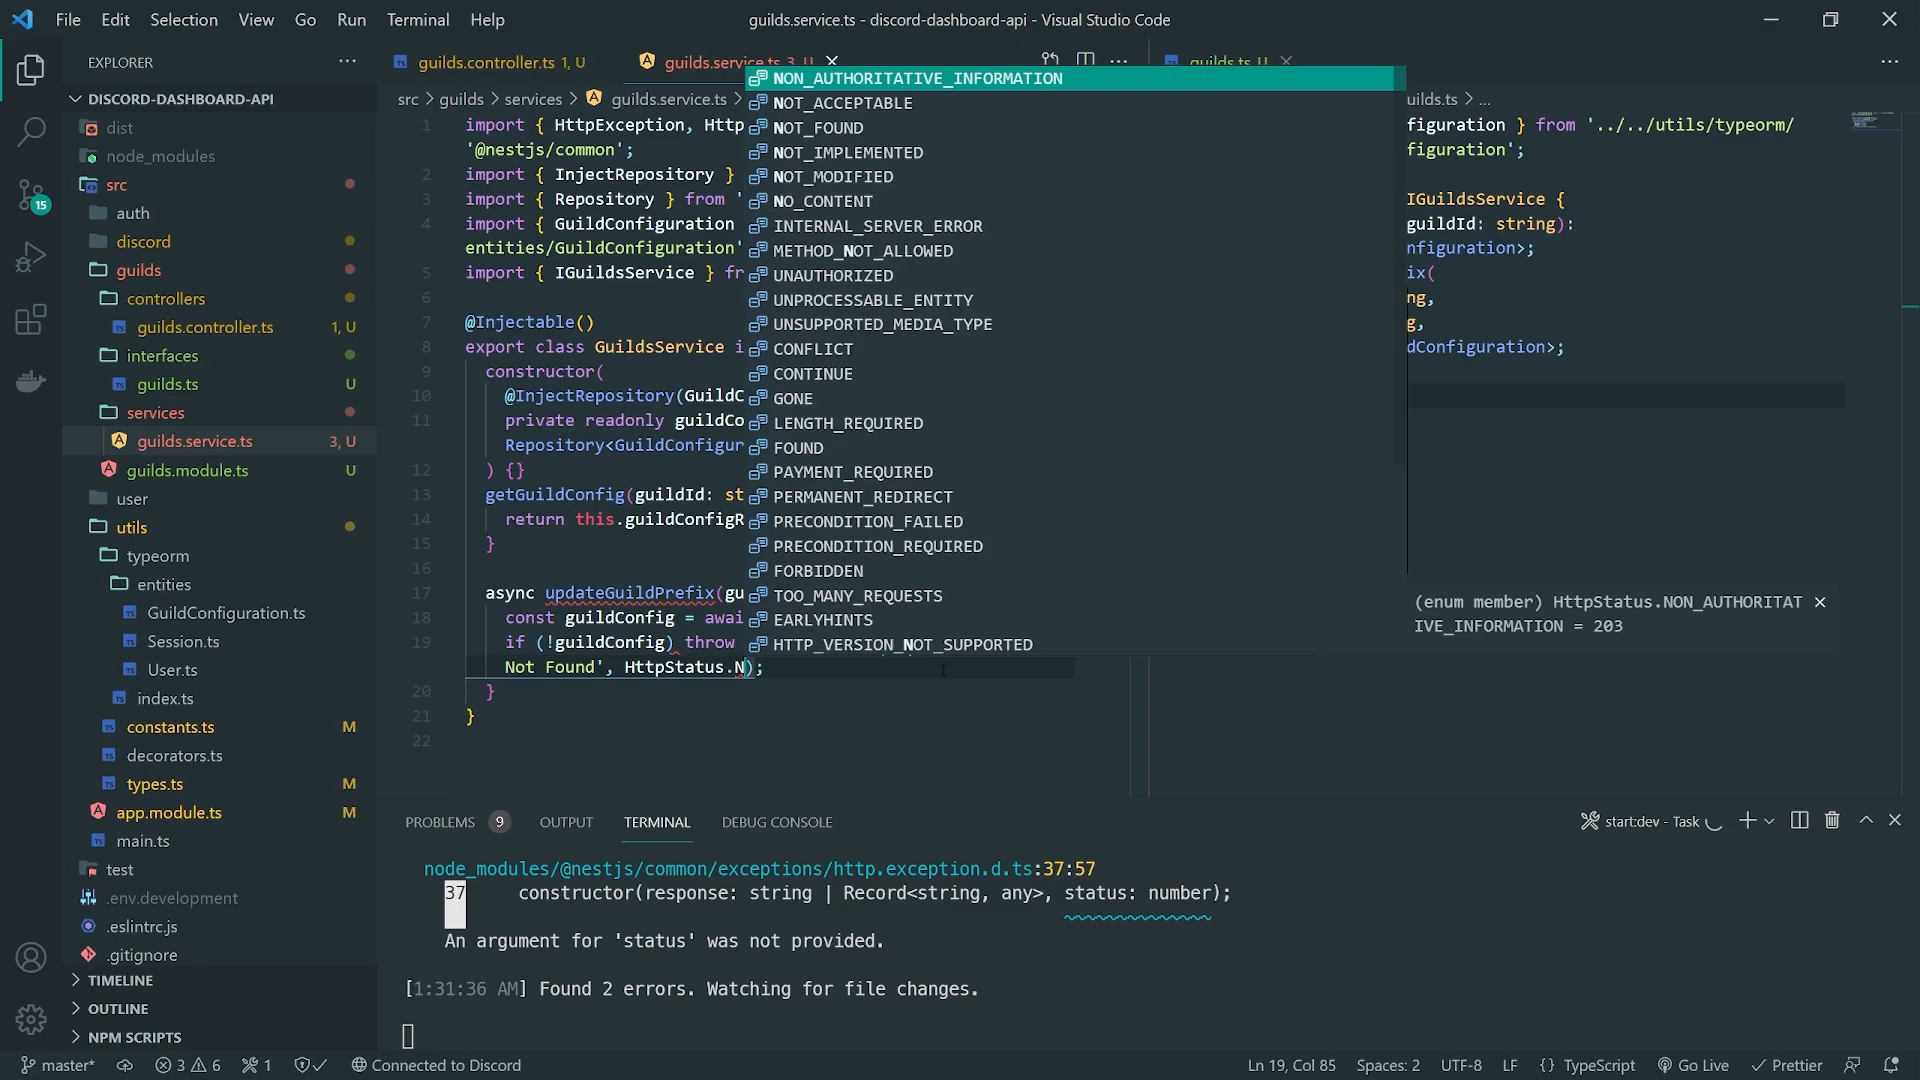 File Edit Selection View Go Run Terminal Help
guilds.service.ts - discord-dashboard-api - Visual Studio Code
EXPLORER
DISCORD-DASHBOARD-API
dist
node_modules
src
auth
discord
guilds
controllers
guilds.controller.ts 1, U
interfaces
guilds.ts U
services
guilds.service.ts 3, U
guilds.module.ts U
user
utils
typeorm
entities
GuildConfiguration.ts
Session.ts
User.ts
index.ts
constants.ts M
decorators.ts
types.ts M
app.module.ts M
main.ts
test
.env.development
.eslintrc.js
.gitignore
TIMELINE
OUTLINE
NPM SCRIPTS
15
guilds.controller.ts 1, U
guilds.service.ts 3, U
src > guilds > services > guilds.service.ts >
1 import { HttpException, Http
'@nestjs/common';
2 import { InjectRepository }
3 import { Repository } from '
4 import { GuildConfiguration
entities/GuildConfiguration'
5 import { IGuildsService } fr
6
7 @Injectable()
8 export class GuildsService i
9 constructor(
10 @InjectRepository(GuildC
11 private readonly guildCo
Repository<GuildConfigur
12 ) {}
13 getGuildConfig(guildId: st
14 return this.guildConfigR
15 }
16
17 async updateGuildPrefix(gu
18 const guildConfig = awai
19 if (!guildConfig) throw
Not Found', HttpStatus.N);
20 }
21 }
22
NON_AUTHORITATIVE_INFORMATION
NOT_ACCEPTABLE
NOT_FOUND
NOT_IMPLEMENTED
NOT_MODIFIED
NO_CONTENT
INTERNAL_SERVER_ERROR
METHOD_NOT_ALLOWED
UNAUTHORIZED
UNPROCESSABLE_ENTITY
UNSUPPORTED_MEDIA_TYPE
CONFLICT
CONTINUE
GONE
LENGTH_REQUIRED
FOUND
PAYMENT_REQUIRED
PERMANENT_REDIRECT
PRECONDITION_FAILED
PRECONDITION_REQUIRED
FORBIDDEN
TOO_MANY_REQUESTS
EARLYHINTS
HTTP_VERSION_NOT_SUPPORTED
guilds.ts U
uilds.ts > ...
figuration } from '../../utils/typeorm/
figuration';
IGuildsService {
guildId: string):
nfiguration>;
ix(
ng,
g,
dConfiguration>;
(enum member) HttpStatus.NON_AUTHORITAT
IVE_INFORMATION = 203
PROBLEMS 9 OUTPUT TERMINAL DEBUG CONSOLE
start:dev - Task
node_modules/@nestjs/common/exceptions/http.exception.d.ts:37:57
37 constructor(response: string | Record<string, any>, status: number);
An argument for 'status' was not provided.
[1:31:36 AM] Found 2 errors. Watching for file changes.
master* 3 6 1 Connected to Discord
Ln 19, Col 85 Spaces: 2 UTF-8 LF {} TypeScript Go Live Prettier